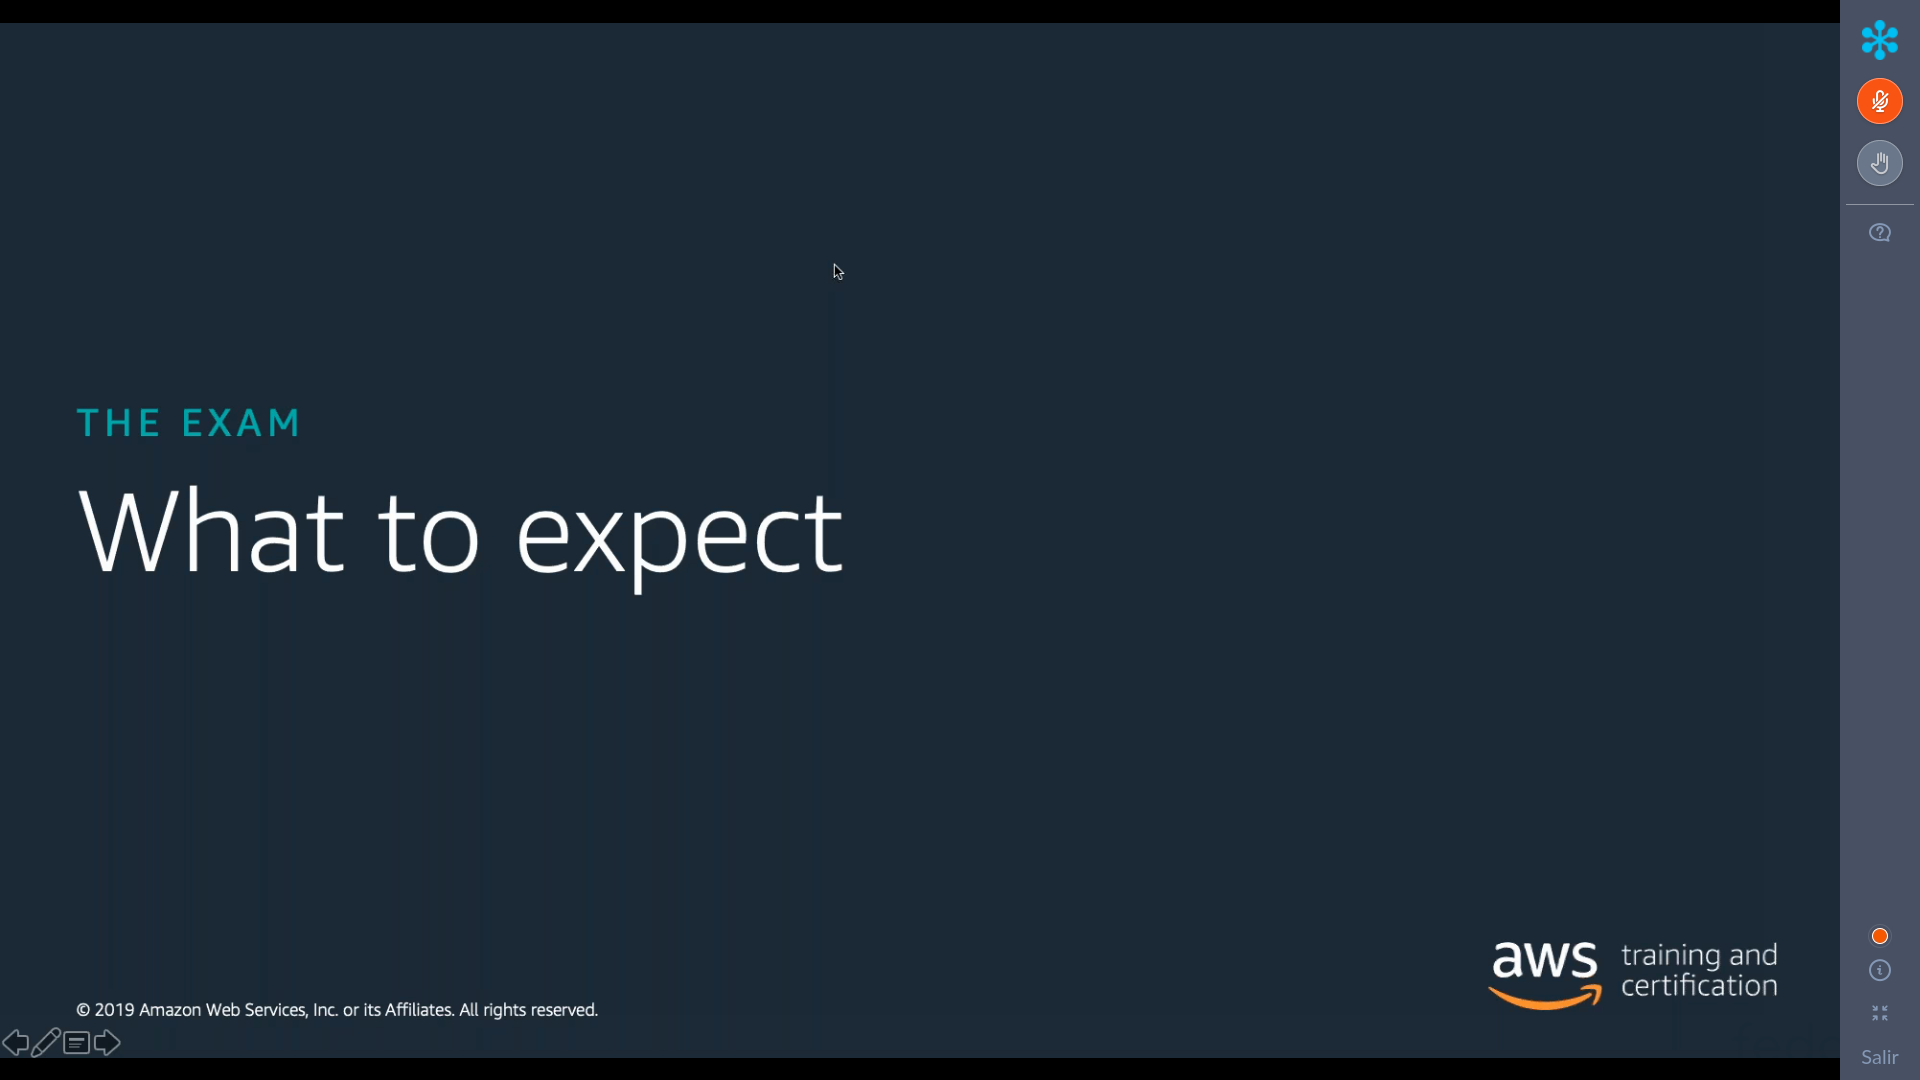 THE EXAM
What to expect
aws training and
certification
© 2019 Amazon Web Services, Inc. or its Affiliates. All rights reserved.
Salir